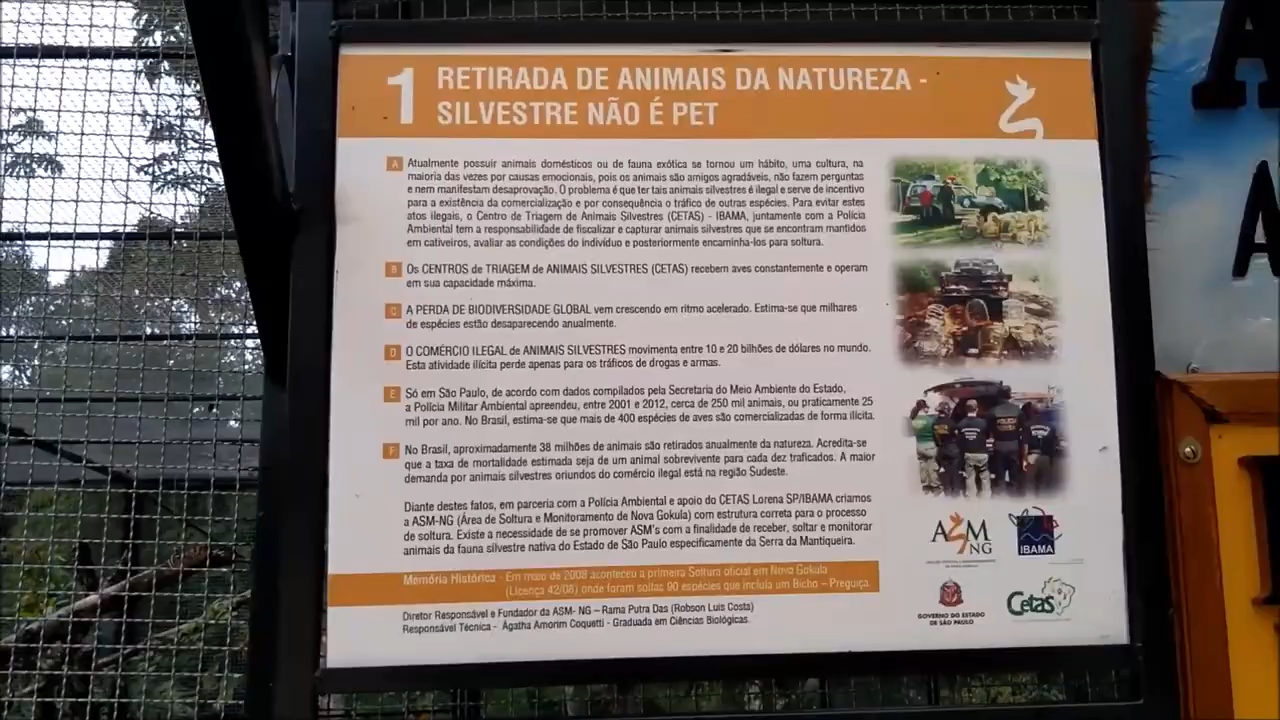 1
RETIRADA DE ANIMAIS DA NATUREZA -
SILVESTRE NÃO É PET
A Atualmente possuir animais domésticos ou de fauna exótica se tornou um hábito, uma cultura, na
maioria das vezes por causas emocionais, pois os animais são amigos agradáveis, não fazem perguntas
e nem manifestam desaprovação. O problema é que ter tais animais silvestres é ilegal e serve de incentivo
para a existência da comercialização e por consequência o tráfico de outras espécies. Para evitar estes
atos ilegais, o Centro de Triagem de Animais Silvestres (CETAS) - IBAMA, juntamente com a Polícia
Ambiental tem a responsabilidade de fiscalizar e capturar animais silvestres que se encontram mantidos
em cativeiros, avaliar as condições do indivíduo e posteriormente encaminha-los para soltura.
B Os CENTROS de TRIAGEM de ANIMAIS SILVESTRES (CETAS) recebem aves constantemente e operam
em sua capacidade máxima.
C A PERDA DE BIODIVERSIDADE GLOBAL vem crescendo em ritmo acelerado. Estima-se que milhares
de espécies estão desaparecendo anualmente.
D O COMÉRCIO ILEGAL de ANIMAIS SILVESTRES movimenta entre 10 e 20 bilhões de dólares no mundo.
Esta atividade ilícita perde apenas para os tráficos de drogas e armas.
E Só em São Paulo, de acordo com dados compilados pela Secretaria do Meio Ambiente do Estado,
a Polícia Militar Ambiental apreendeu, entre 2001 e 2012, cerca de 250 mil animais, ou praticamente 25
mil por ano. No Brasil, estima-se que mais de 400 espécies de aves são comercializadas de forma ilícita.
F No Brasil, aproximadamente 38 milhões de animais são retirados anualmente da natureza. Acredita-se
que a taxa de mortalidade estimada seja de um animal sobrevivente para cada dez traficados. A maior
demanda por animais silvestres oriundos do comércio ilegal está na região Sudeste.
Diante destes fatos, em parceria com a Polícia Ambiental e apoio do CETAS Lorena SP/IBAMA criamos
a ASM-NG (Área de Soltura e Monitoramento de Nova Gokula) com estrutura correta para o processo
de soltura. Existe a necessidade de se promover ASM's com a finalidade de receber, soltar e monitorar
animais da fauna silvestre nativa do Estado de São Paulo especificamente da Serra da Mantiqueira.
Memória Histórica - Em maio de 2008 aconteceu a primeira Soltura oficial em Nova Gokula
(Licença 42/08) onde foram soltas 90 espécies que incluía um Bicho – Preguiça
Diretor Responsável e Fundador da ASM- NG – Rama Putra Das (Robson Luis Costa)
Responsável Técnica - Ágatha Amorim Coquetti - Graduada em Ciências Biológicas.
ASM
NG
IBAMA
GOVERNO DO ESTADO
DE SÃO PAULO
Cetas
A
A